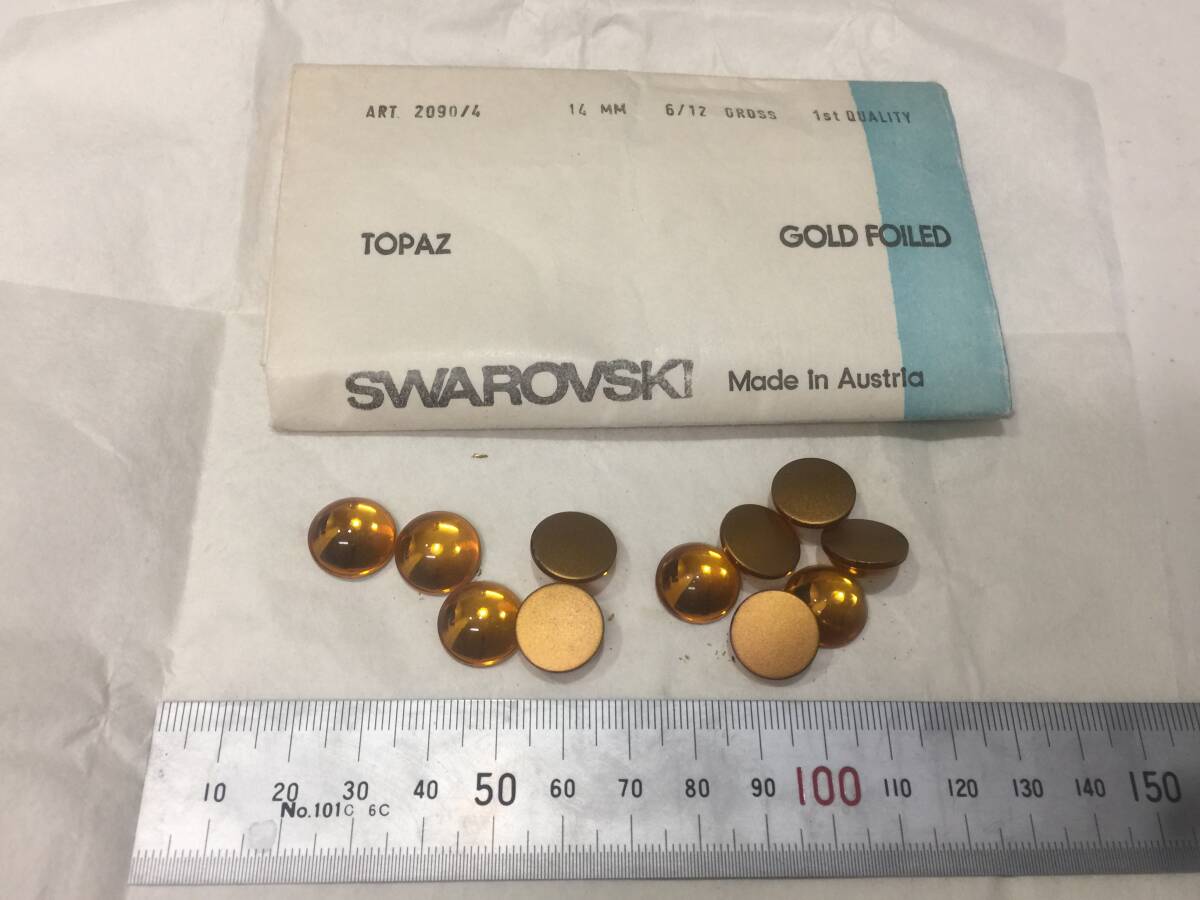 ART. 2090/4 14 MM 6/12 GROSS 1st QUALITY
TOPAZ GOLD FOILED
SWAROVSKI Made in Austria
10 20 30 40 50 60 70 80 90 100 110 120 130 140 150
No.101C 6C